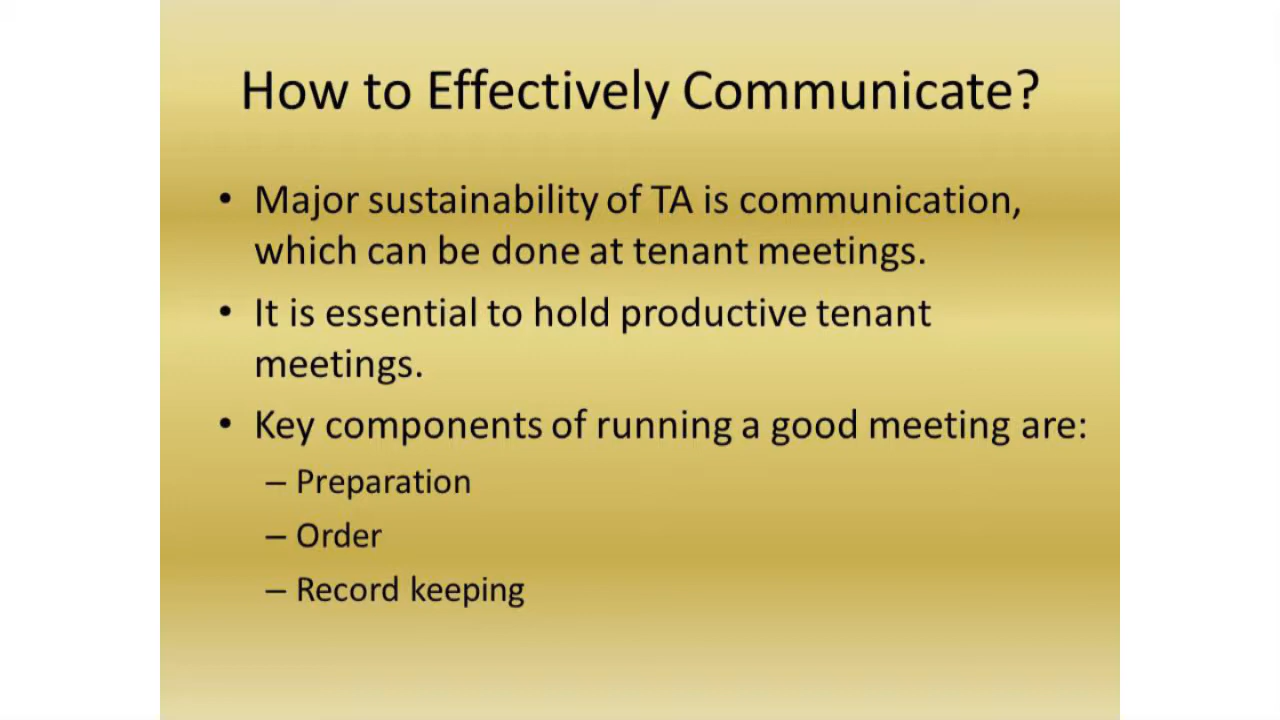 How to Effectively Communicate?
• Major sustainability of TA is communication,
which can be done at tenant meetings.
• It is essential to hold productive tenant
meetings.
• Key components of running a good meeting are:
– Preparation
– Order
– Record keeping